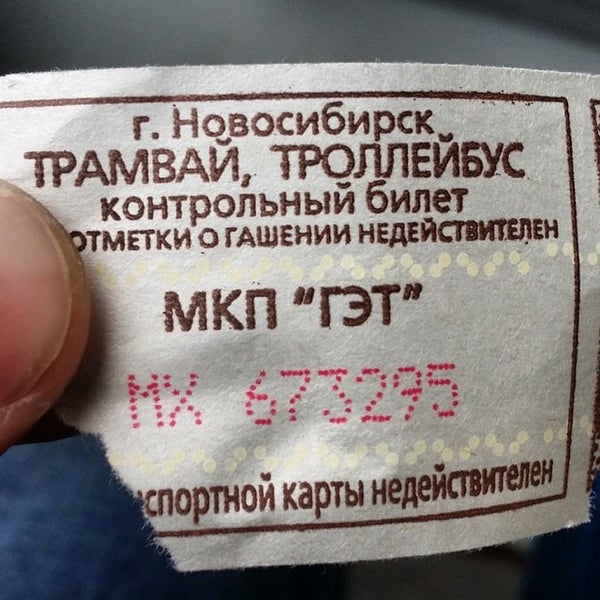 г. Новосибирск
ТРАМВАЙ, ТРОЛЛЕЙБУС
контрольный билет
ОТМЕТКИ О ГАШЕНИИ НЕДЕЙСТВИТЕЛЕН
МКП "ГЭТ"
МХ 673295
спортной карты недействителен